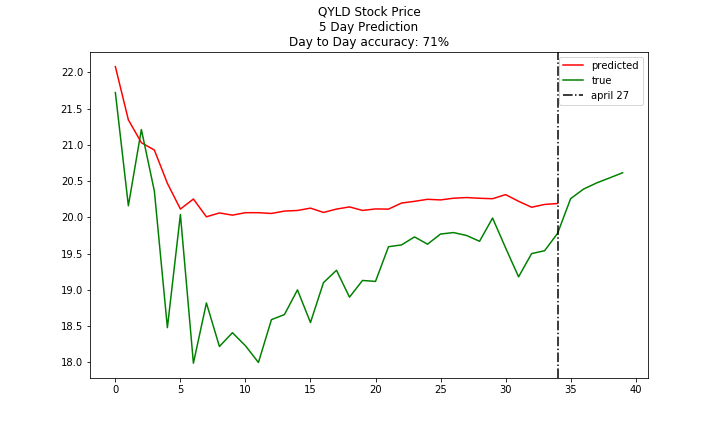 QYLD Stock Price
5 Day Prediction
Day to Day accuracy: 71%
predicted
true
april 27
22.0
21.5
21.0
20.5
20.0
19.5
19.0
18.5
18.0
0 5 10 15 20 25 30 35 40